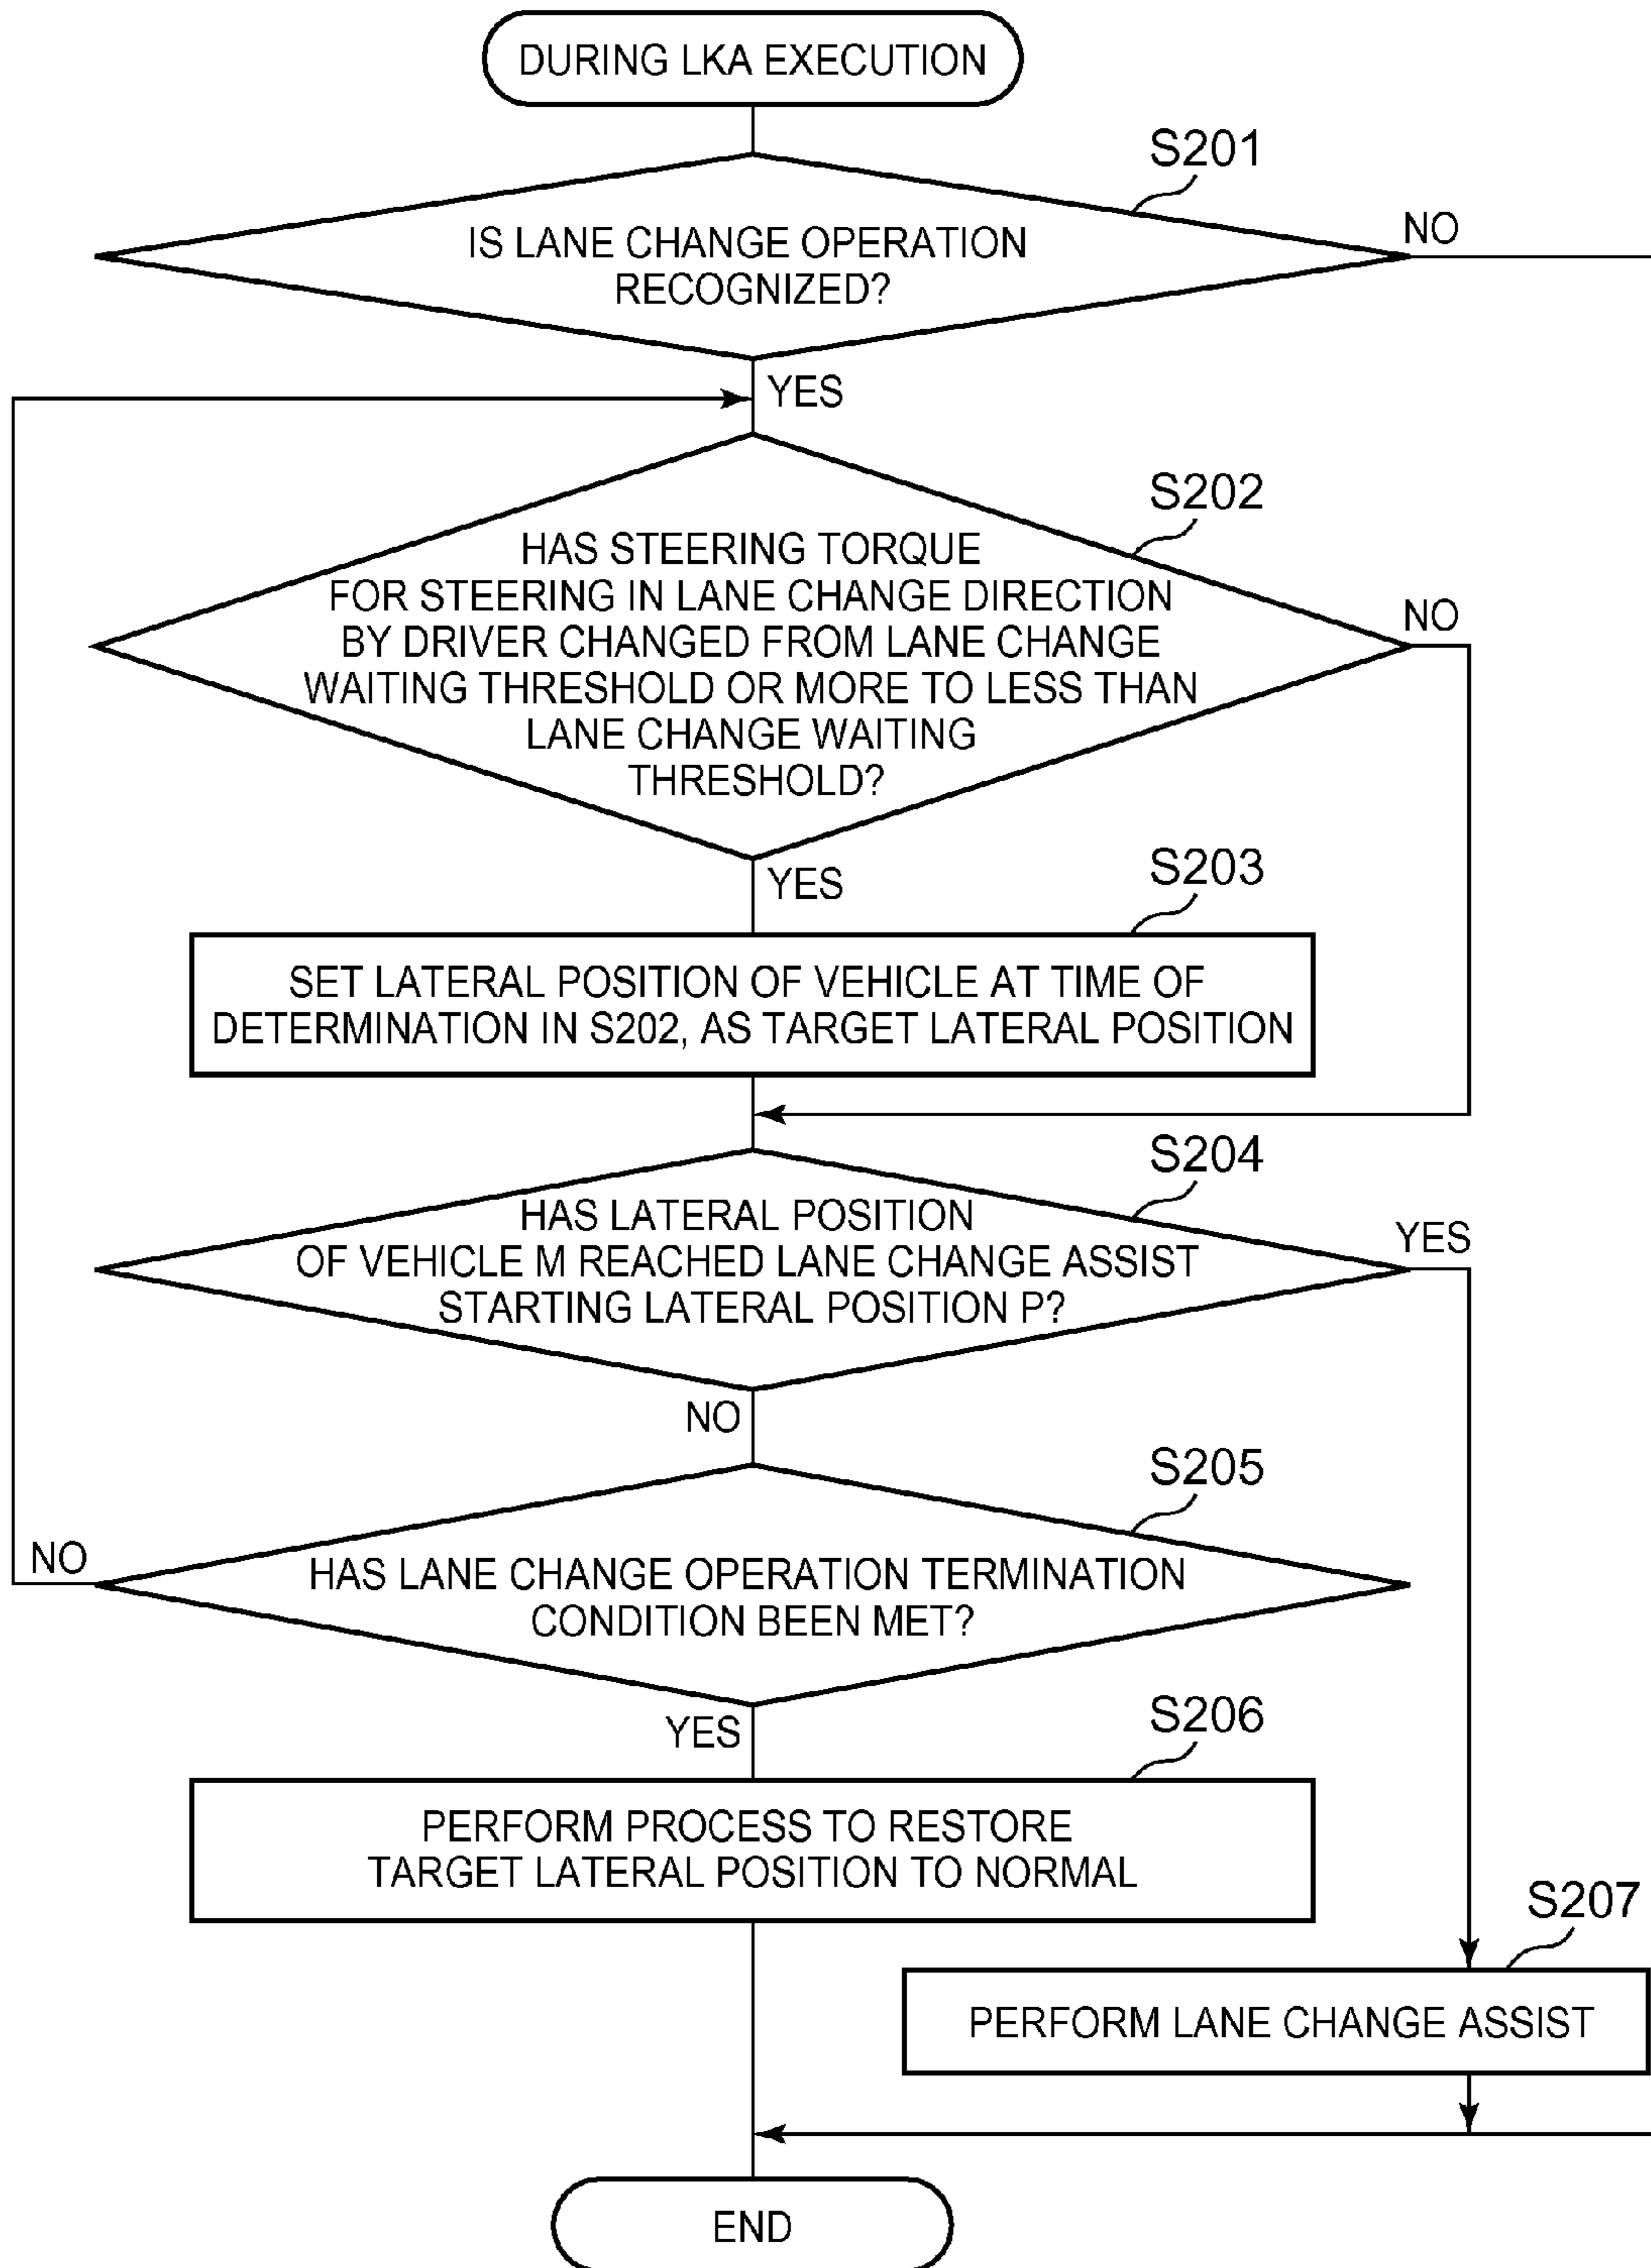 DURING LKA EXECUTION
S201
IS LANE CHANGE OPERATION
RECOGNIZED?
NO
YES
S202
HAS STEERING TORQUE
FOR STEERING IN LANE CHANGE DIRECTION
BY DRIVER CHANGED FROM LANE CHANGE
WAITING THRESHOLD OR MORE TO LESS THAN
LANE CHANGE WAITING
THRESHOLD?
NO
YES
S203
SET LATERAL POSITION OF VEHICLE AT TIME OF
DETERMINATION IN S202, AS TARGET LATERAL POSITION
S204
HAS LATERAL POSITION
OF VEHICLE M REACHED LANE CHANGE ASSIST
STARTING LATERAL POSITION P?
YES
NO
S205
HAS LANE CHANGE OPERATION TERMINATION
CONDITION BEEN MET?
NO
YES
S206
PERFORM PROCESS TO RESTORE
TARGET LATERAL POSITION TO NORMAL
S207
PERFORM LANE CHANGE ASSIST
END